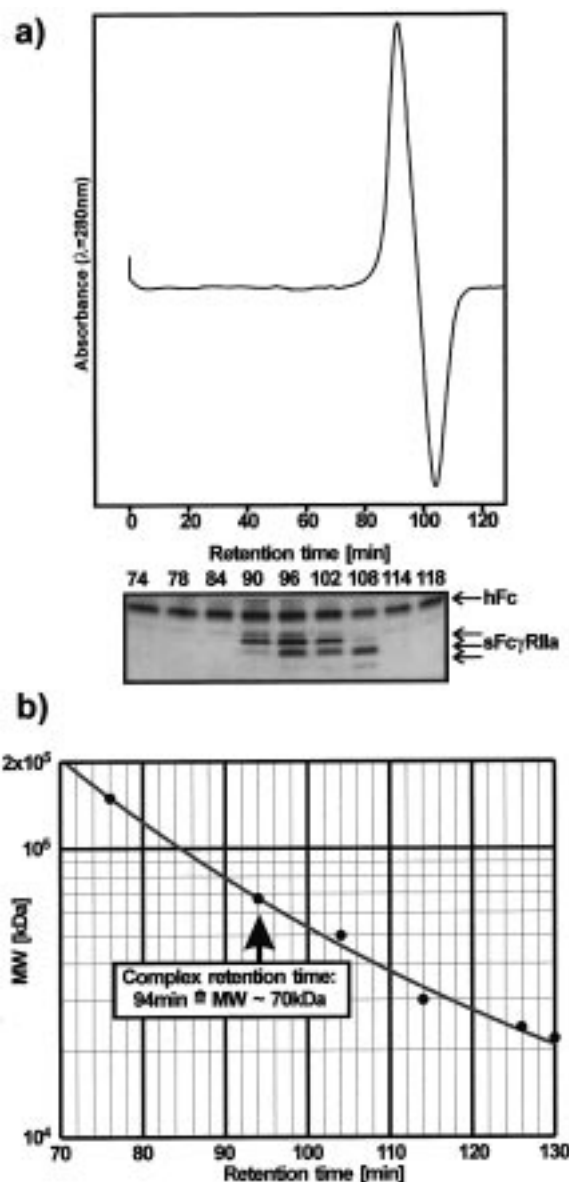 a)
Absorbance (λ=280nm)
0 20 40 60 80 100 120
Retention time [min]
74 78 84 90 96 102 108 114 118
hFc
sFcγRIIa
b)
2x10⁵
10⁵
10⁴
MW [kDa]
Complex retention time:
94min ≙ MW ~ 70kDa
70 80 90 100 110 120 130
Retention time [min]